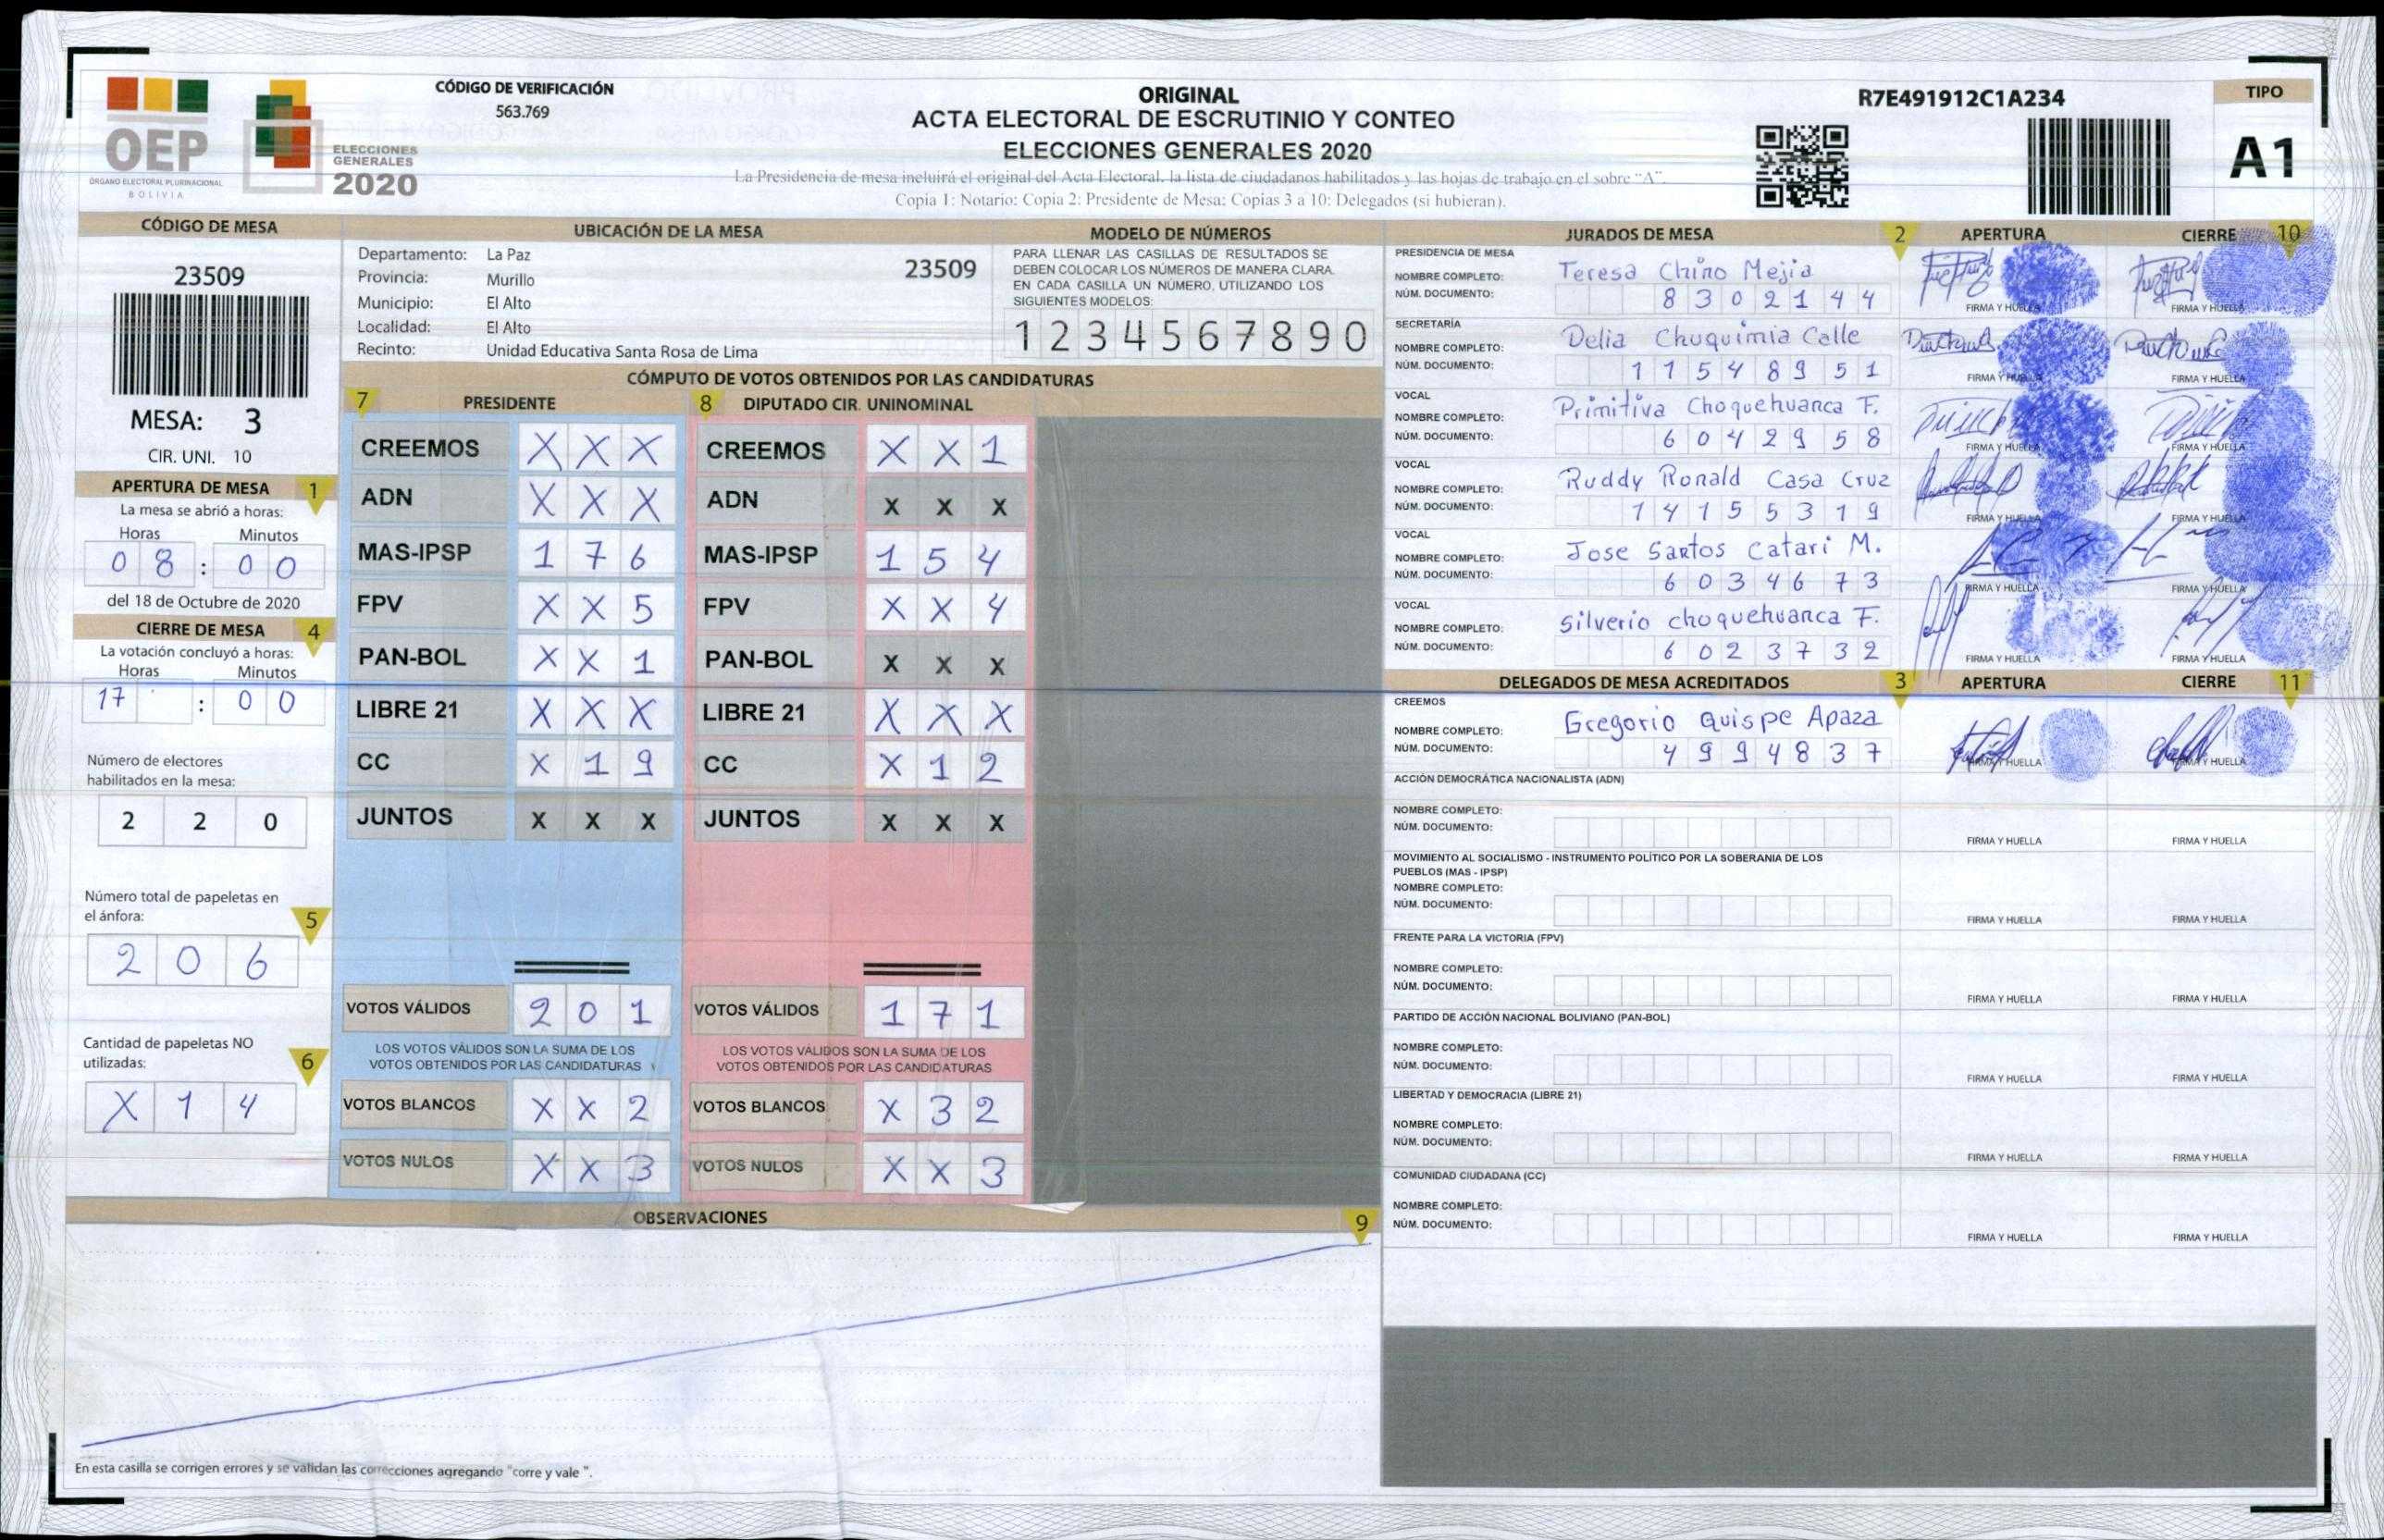 OEP
ÓRGANO ELECTORAL PLURINACIONAL
BOLIVIA
ELECCIONES
GENERALES
2020
CÓDIGO DE VERIFICACIÓN
563.769
ORIGINAL
ACTA ELECTORAL DE ESCRUTINIO Y CONTEO
ELECCIONES GENERALES 2020
La Presidencia de mesa incluirá el original del Acta Electoral, la lista de ciudadanos habilitados y las hojas de trabajo en el sobre "A".
Copia 1: Notario; Copia 2: Presidente de Mesa; Copias 3 a 10: Delegados (si hubieran).
R7E491912C1A234
TIPO
A1
CÓDIGO DE MESA
23509
MESA: 3
CIR. UNI. 10
APERTURA DE MESA 1
La mesa se abrió a horas:
Horas Minutos
0 8 : 0 0
del 18 de Octubre de 2020
CIERRE DE MESA 4
La votación concluyó a horas:
Horas Minutos
17 : 0 0
Número de electores
habilitados en la mesa:
2 2 0
Número total de papeletas en
el ánfora: 5
2 0 6
Cantidad de papeletas NO
utilizadas: 6
X 1 4
UBICACIÓN DE LA MESA
Departamento: La Paz
23509
Provincia: Murillo
Municipio: El Alto
Localidad: El Alto
Recinto: Unidad Educativa Santa Rosa de Lima
MODELO DE NÚMEROS
PARA LLENAR LAS CASILLAS DE RESULTADOS SE
DEBEN COLOCAR LOS NÚMEROS DE MANERA CLARA.
EN CADA CASILLA UN NÚMERO, UTILIZANDO LOS
SIGUIENTES MODELOS:
1 2 3 4 5 6 7 8 9 0
CÓMPUTO DE VOTOS OBTENIDOS POR LAS CANDIDATURAS
7 PRESIDENTE
CREEMOS X X X
ADN X X X
MAS-IPSP 1 7 6
FPV X X 5
PAN-BOL X X 1
LIBRE 21 X X X
CC X 1 9
JUNTOS X X X
VOTOS VÁLIDOS 2 0 1
LOS VOTOS VÁLIDOS SON LA SUMA DE LOS
VOTOS OBTENIDOS POR LAS CANDIDATURAS
VOTOS BLANCOS X X 2
VOTOS NULOS X X 3
8 DIPUTADO CIR. UNINOMINAL
CREEMOS X X 1
ADN X X X
MAS-IPSP 1 5 4
FPV X X 4
PAN-BOL X X X
LIBRE 21 X X X
CC X 1 2
JUNTOS X X X
VOTOS VÁLIDOS 1 7 1
LOS VOTOS VÁLIDOS SON LA SUMA DE LOS
VOTOS OBTENIDOS POR LAS CANDIDATURAS
VOTOS BLANCOS X 3 2
VOTOS NULOS X X 3
OBSERVACIONES 9
En esta casilla se corrigen errores y se validan las correcciones agregando "corre y vale ".
JURADOS DE MESA 2 APERTURA CIERRE 10
PRESIDENCIA DE MESA
NOMBRE COMPLETO: Teresa Chino Mejia
NÚM. DOCUMENTO: 8 3 0 2 1 4 4
FIRMA Y HUELLA FIRMA Y HUELLA
SECRETARÍA
NOMBRE COMPLETO: Delia Chuquimia Calle
NÚM. DOCUMENTO: 1 1 5 4 8 9 5 1
FIRMA Y HUELLA FIRMA Y HUELLA
VOCAL
NOMBRE COMPLETO: Primitiva Choquehuanca F.
NÚM. DOCUMENTO: 6 0 4 2 9 5 8
FIRMA Y HUELLA FIRMA Y HUELLA
VOCAL
NOMBRE COMPLETO: Ruddy Ronald Casa Cruz
NÚM. DOCUMENTO: 1 4 1 5 5 3 1 9
FIRMA Y HUELLA FIRMA Y HUELLA
VOCAL
NOMBRE COMPLETO: Jose Santos Catari M.
NÚM. DOCUMENTO: 6 0 3 4 6 7 3
FIRMA Y HUELLA FIRMA Y HUELLA
VOCAL
NOMBRE COMPLETO: Silverio choquehuanca F.
NÚM. DOCUMENTO: 6 0 2 3 7 3 2
FIRMA Y HUELLA FIRMA Y HUELLA
DELEGADOS DE MESA ACREDITADOS 3 APERTURA CIERRE 11
CREEMOS
NOMBRE COMPLETO: Gregorio Quispe Apaza
NÚM. DOCUMENTO: 4 9 9 4 8 3 7
FIRMA Y HUELLA FIRMA Y HUELLA
ACCIÓN DEMOCRÁTICA NACIONALISTA (ADN)
NOMBRE COMPLETO:
NÚM. DOCUMENTO:
FIRMA Y HUELLA FIRMA Y HUELLA
MOVIMIENTO AL SOCIALISMO - INSTRUMENTO POLÍTICO POR LA SOBERANIA DE LOS
PUEBLOS (MAS - IPSP)
NOMBRE COMPLETO:
NÚM. DOCUMENTO:
FIRMA Y HUELLA FIRMA Y HUELLA
FRENTE PARA LA VICTORIA (FPV)
NOMBRE COMPLETO:
NÚM. DOCUMENTO:
FIRMA Y HUELLA FIRMA Y HUELLA
PARTIDO DE ACCIÓN NACIONAL BOLIVIANO (PAN-BOL)
NOMBRE COMPLETO:
NÚM. DOCUMENTO:
FIRMA Y HUELLA FIRMA Y HUELLA
LIBERTAD Y DEMOCRACIA (LIBRE 21)
NOMBRE COMPLETO:
NÚM. DOCUMENTO:
FIRMA Y HUELLA FIRMA Y HUELLA
COMUNIDAD CIUDADANA (CC)
NOMBRE COMPLETO:
NÚM. DOCUMENTO:
FIRMA Y HUELLA FIRMA Y HUELLA